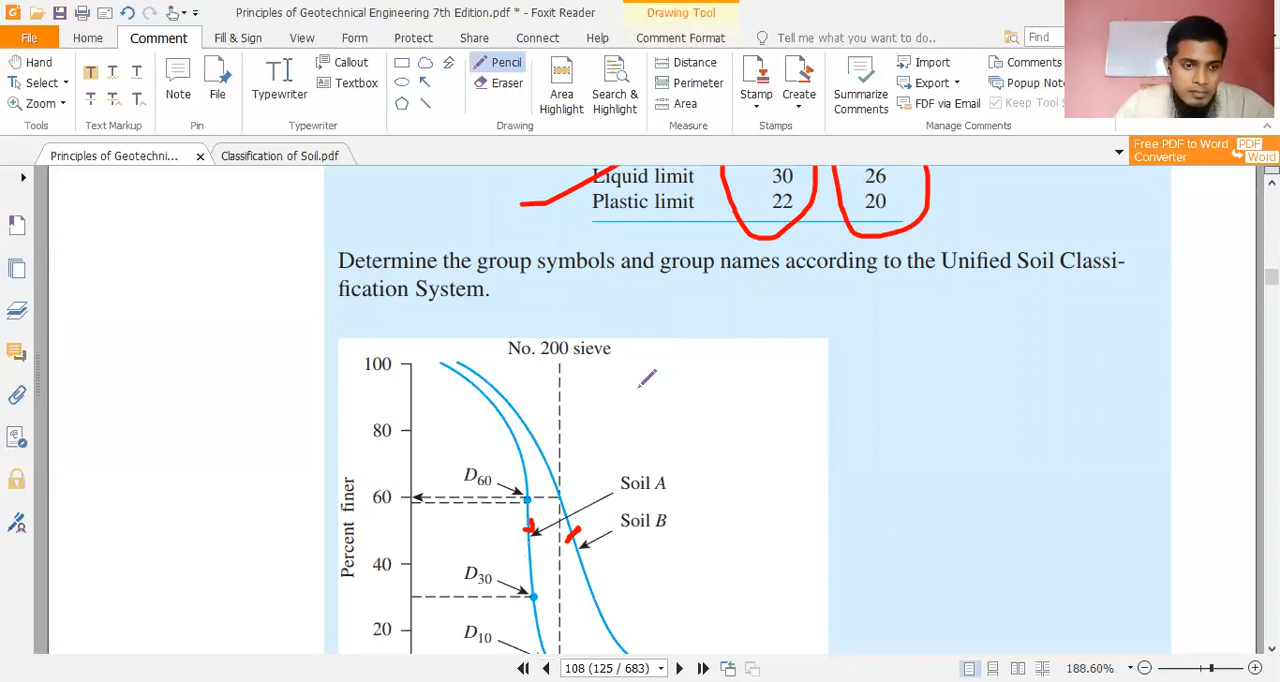 Principles of Geotechnical Engineering 7th Edition.pdf * - Foxit Reader
Drawing Tool
File
Home
Comment
Fill & Sign
View
Form
Protect
Share
Connect
Help
Comment Format
Tell me what you want to do..
Find
Hand
Select
Zoom
Tools
T T T
T T T
Text Markup
Note
File
Pin
Typewriter
Callout
Textbox
Typewriter
Pencil
Eraser
Area Highlight
Search & Highlight
Drawing
Distance
Perimeter
Area
Measure
Stamp
Create
Stamps
Summarize Comments
Import
Export
FDF via Email
Comments
Popup Note
Keep Tool S
Manage Comments
Principles of Geotechni...
Classification of Soil.pdf
Free PDF to Word Converter
PDF
Word
Liquid limit 30 26
Plastic limit 22 20
Determine the group symbols and group names according to the Unified Soil Classi-
fication System.
No. 200 sieve
100
80
D60
60
Soil A
Soil B
Percent finer
40
D30
20
D10
108 (125 / 683)
188.60%